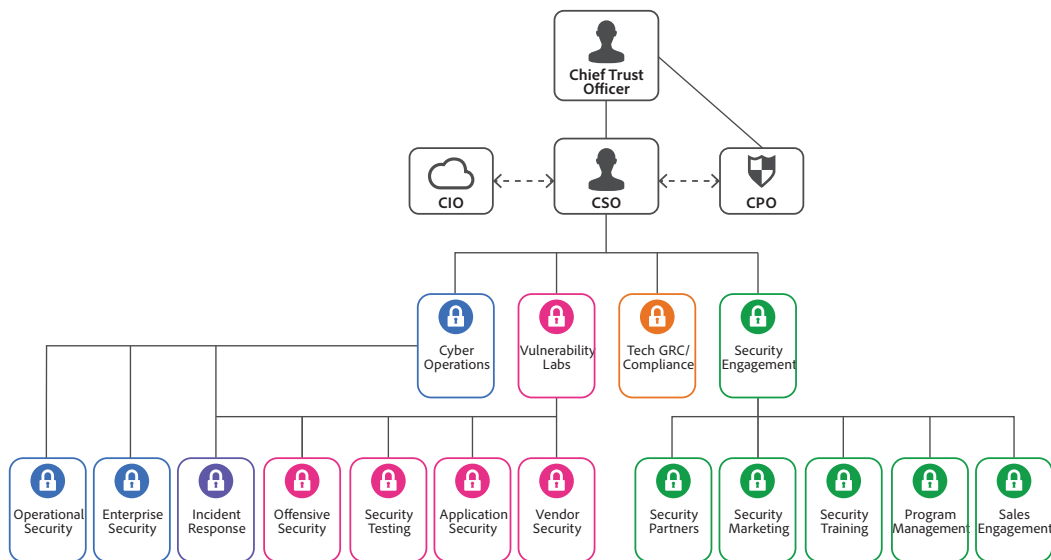 Chief Trust
Officer
CIO
CSO
CPO
Cyber
Operations
Vulnerability
Labs
Tech GRC/
Compliance
Security
Engagement
Operational
Security
Enterprise
Security
Incident
Response
Offensive
Security
Security
Testing
Application
Security
Vendor
Security
Security
Partners
Security
Marketing
Security
Training
Program
Management
Sales
Engagement